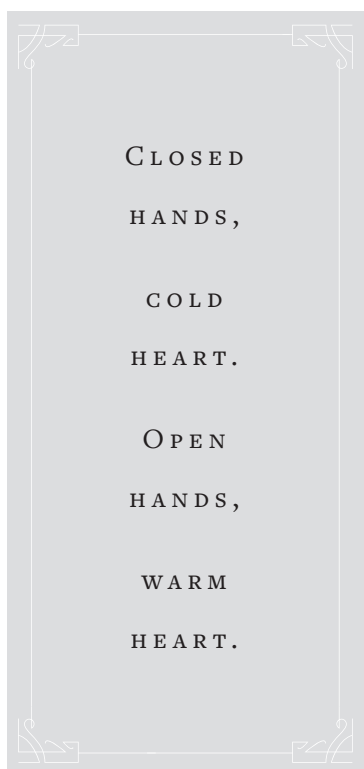 Closed
hands,
cold
heart.
Open
hands,
warm
heart.